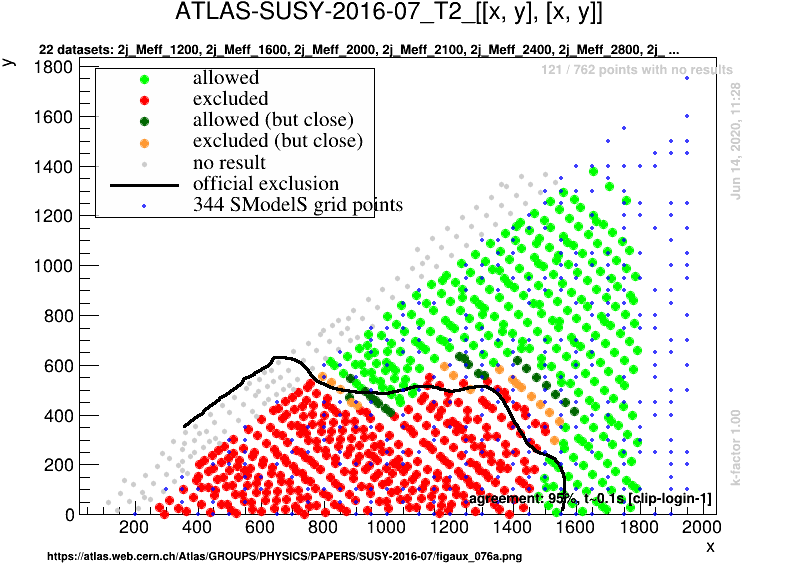 ATLAS-SUSY-2016-07_T2_[[x, y], [x, y]]
22 datasets: 2j_Meff_1200, 2j_Meff_1600, 2j_Meff_2000, 2j_Meff_2100, 2j_Meff_2400, 2j_Meff_2800, 2j_ ...
y
121 / 762 points with no results
allowed
excluded
allowed (but close)
excluded (but close)
no result
official exclusion
344 SModelS grid points
1800
1600
1400
1200
1000
800
600
400
200
0
Jun 14, 2020, 11:28
k-factor 1.00
agreement: 95%, t~0.1s [clip-login-1]
200 400 600 800 1000 1200 1400 1600 1800 2000
x
https://atlas.web.cern.ch/Atlas/GROUPS/PHYSICS/PAPERS/SUSY-2016-07/figaux_076a.png